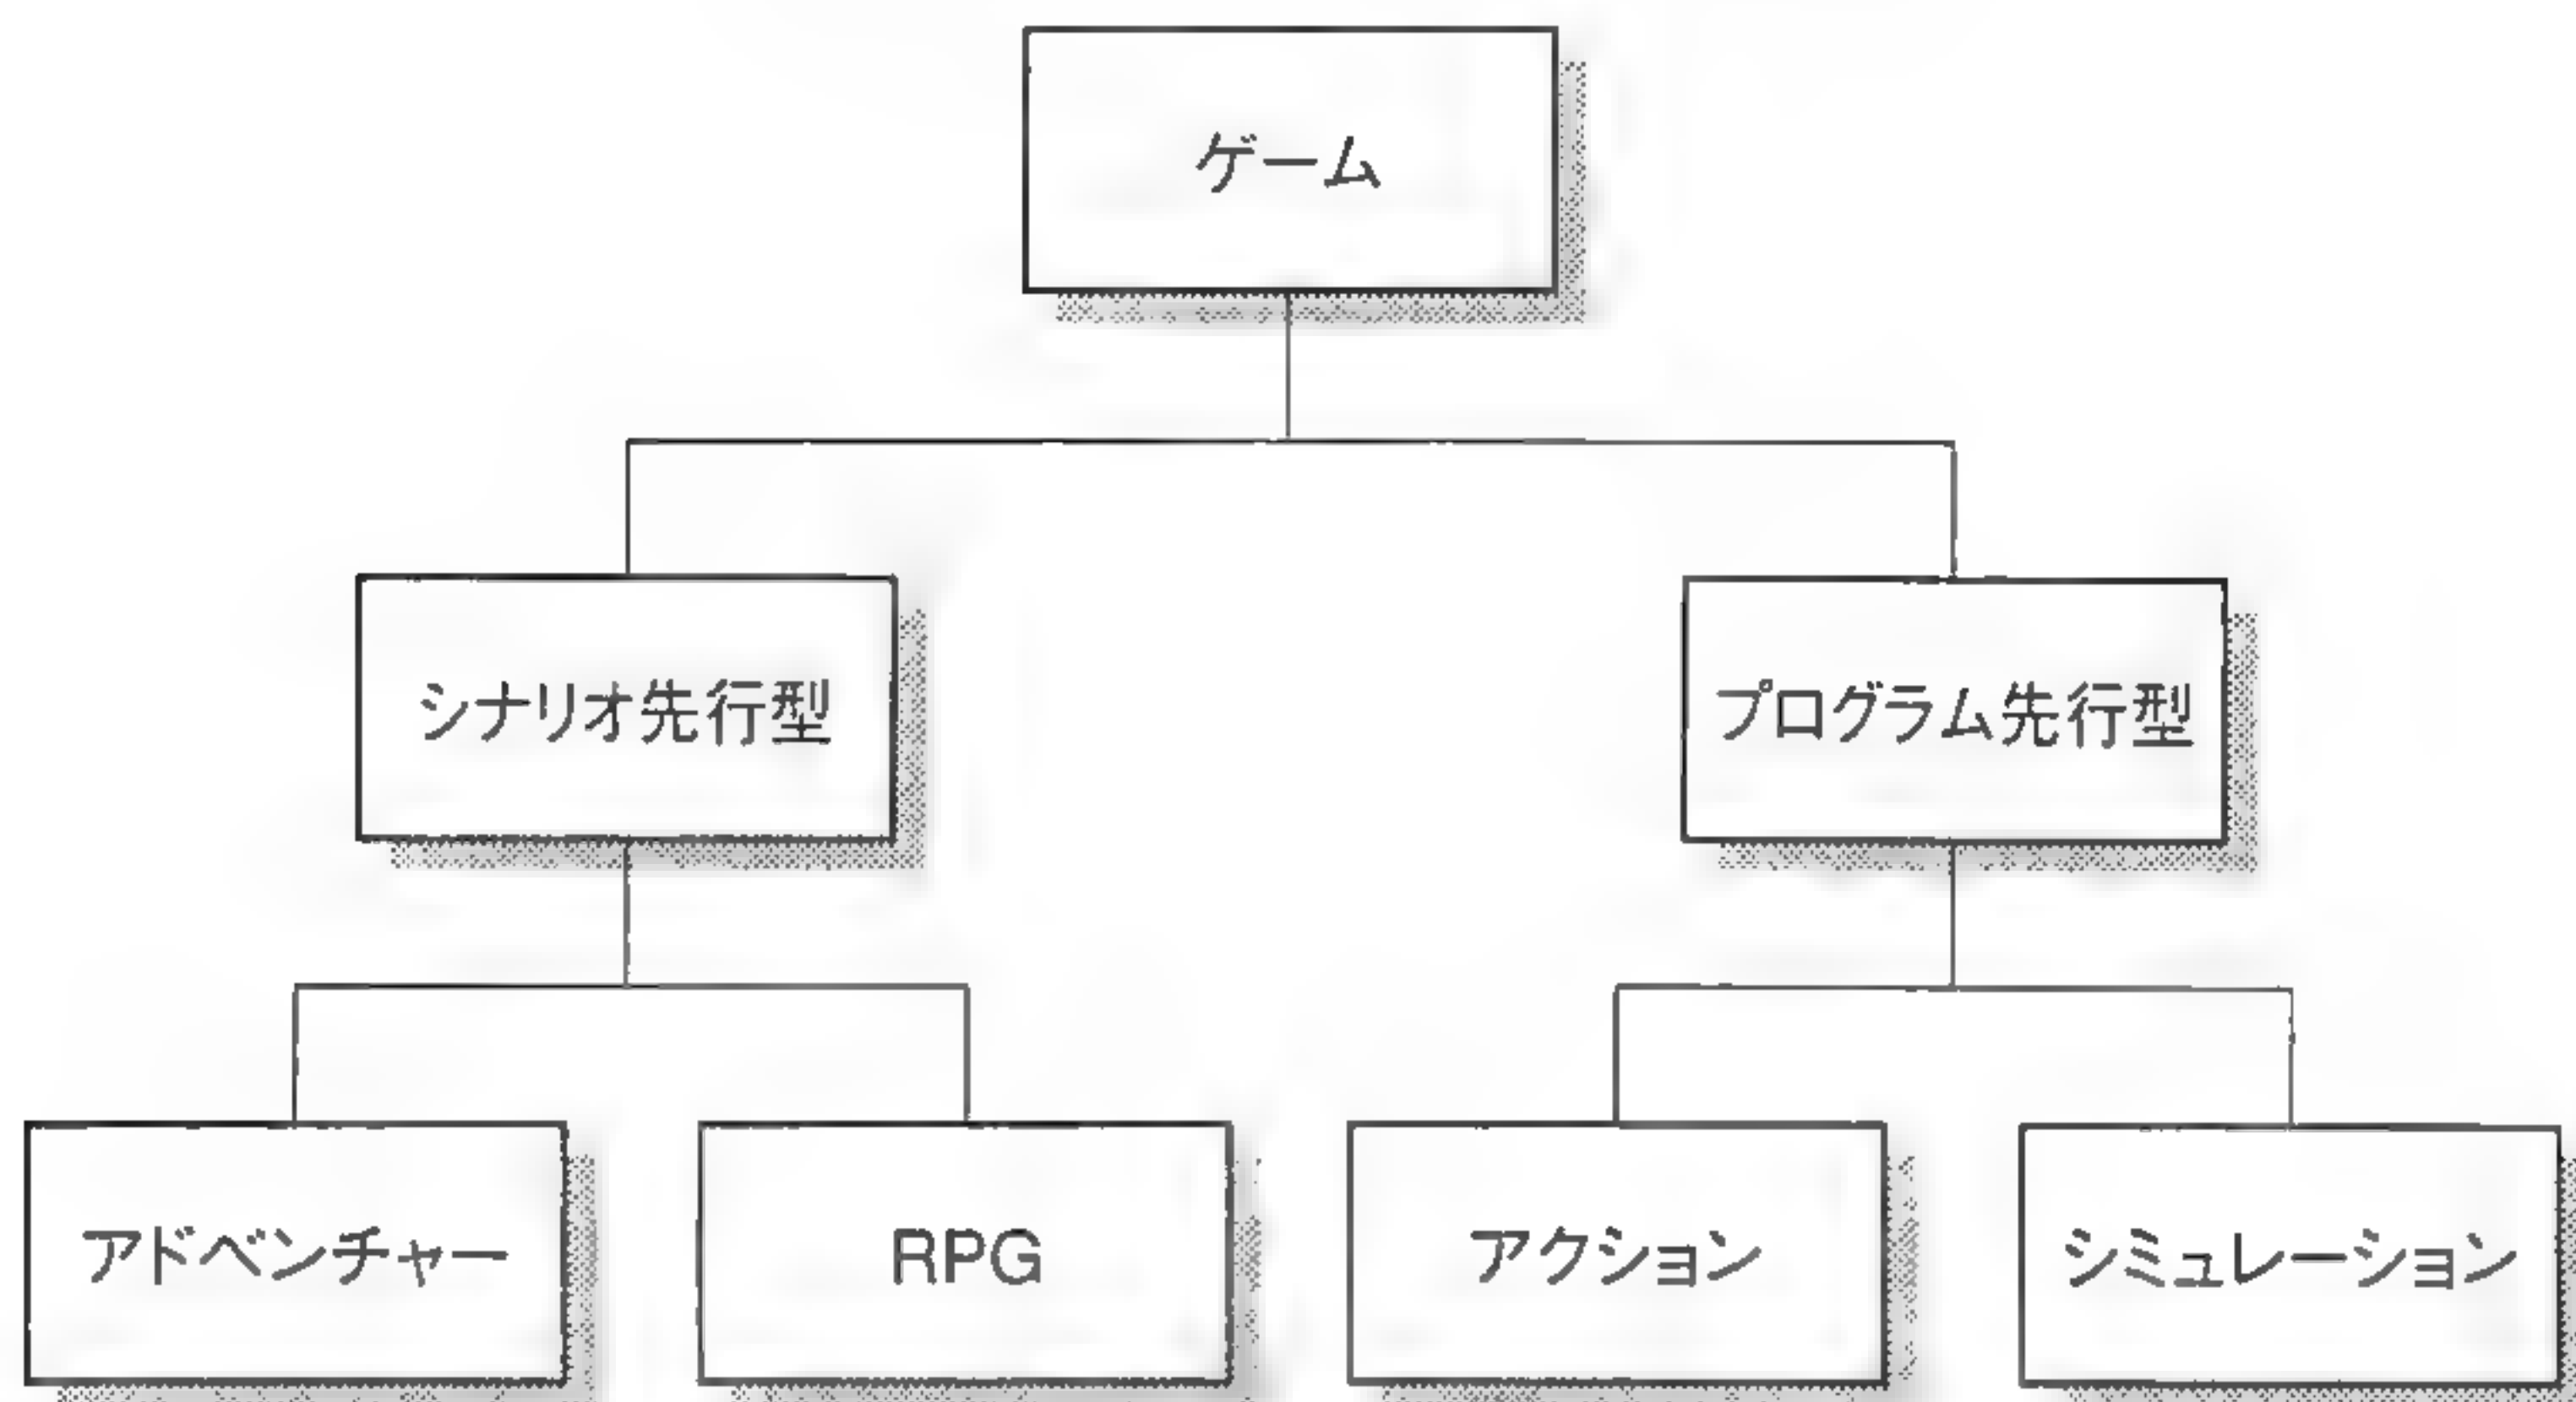 ゲーム
シナリオ先行型
プログラム先行型
アドベンチャー
RPG
アクション
シミュレーション